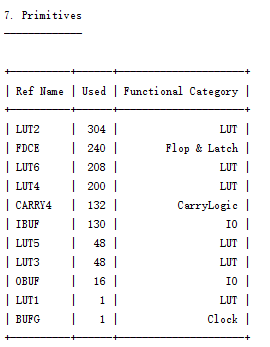 7. Primitives
-------------
+----------+------+---------------------+
| Ref Name | Used | Functional Category |
+----------+------+---------------------+
| LUT2     |  304 |                 LUT |
| FDCE     |  240 |        Flop & Latch |
| LUT6     |  208 |                 LUT |
| LUT4     |  200 |                 LUT |
| CARRY4   |  132 |          CarryLogic |
| IBUF     |  130 |                  IO |
| LUT5     |   48 |                 LUT |
| LUT3     |   48 |                 LUT |
| OBUF     |   16 |                  IO |
| LUT1     |    1 |                 LUT |
| BUFG     |    1 |               Clock |
+----------+------+---------------------+